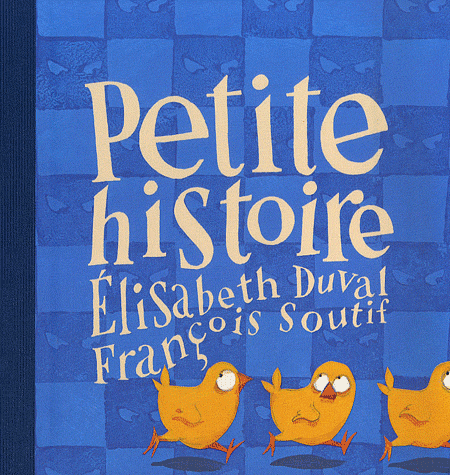 Petite
histoire
Élisabeth Duval
François Soutif